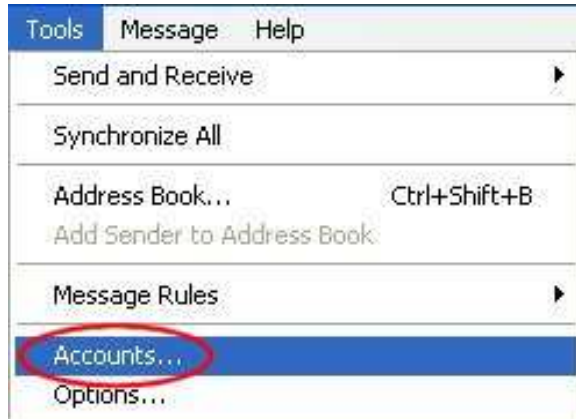 Tools Message Help
Send and Receive
Synchronize All
Address Book... Ctrl+Shift+B
Add Sender to Address Book
Message Rules
Accounts...
Options...